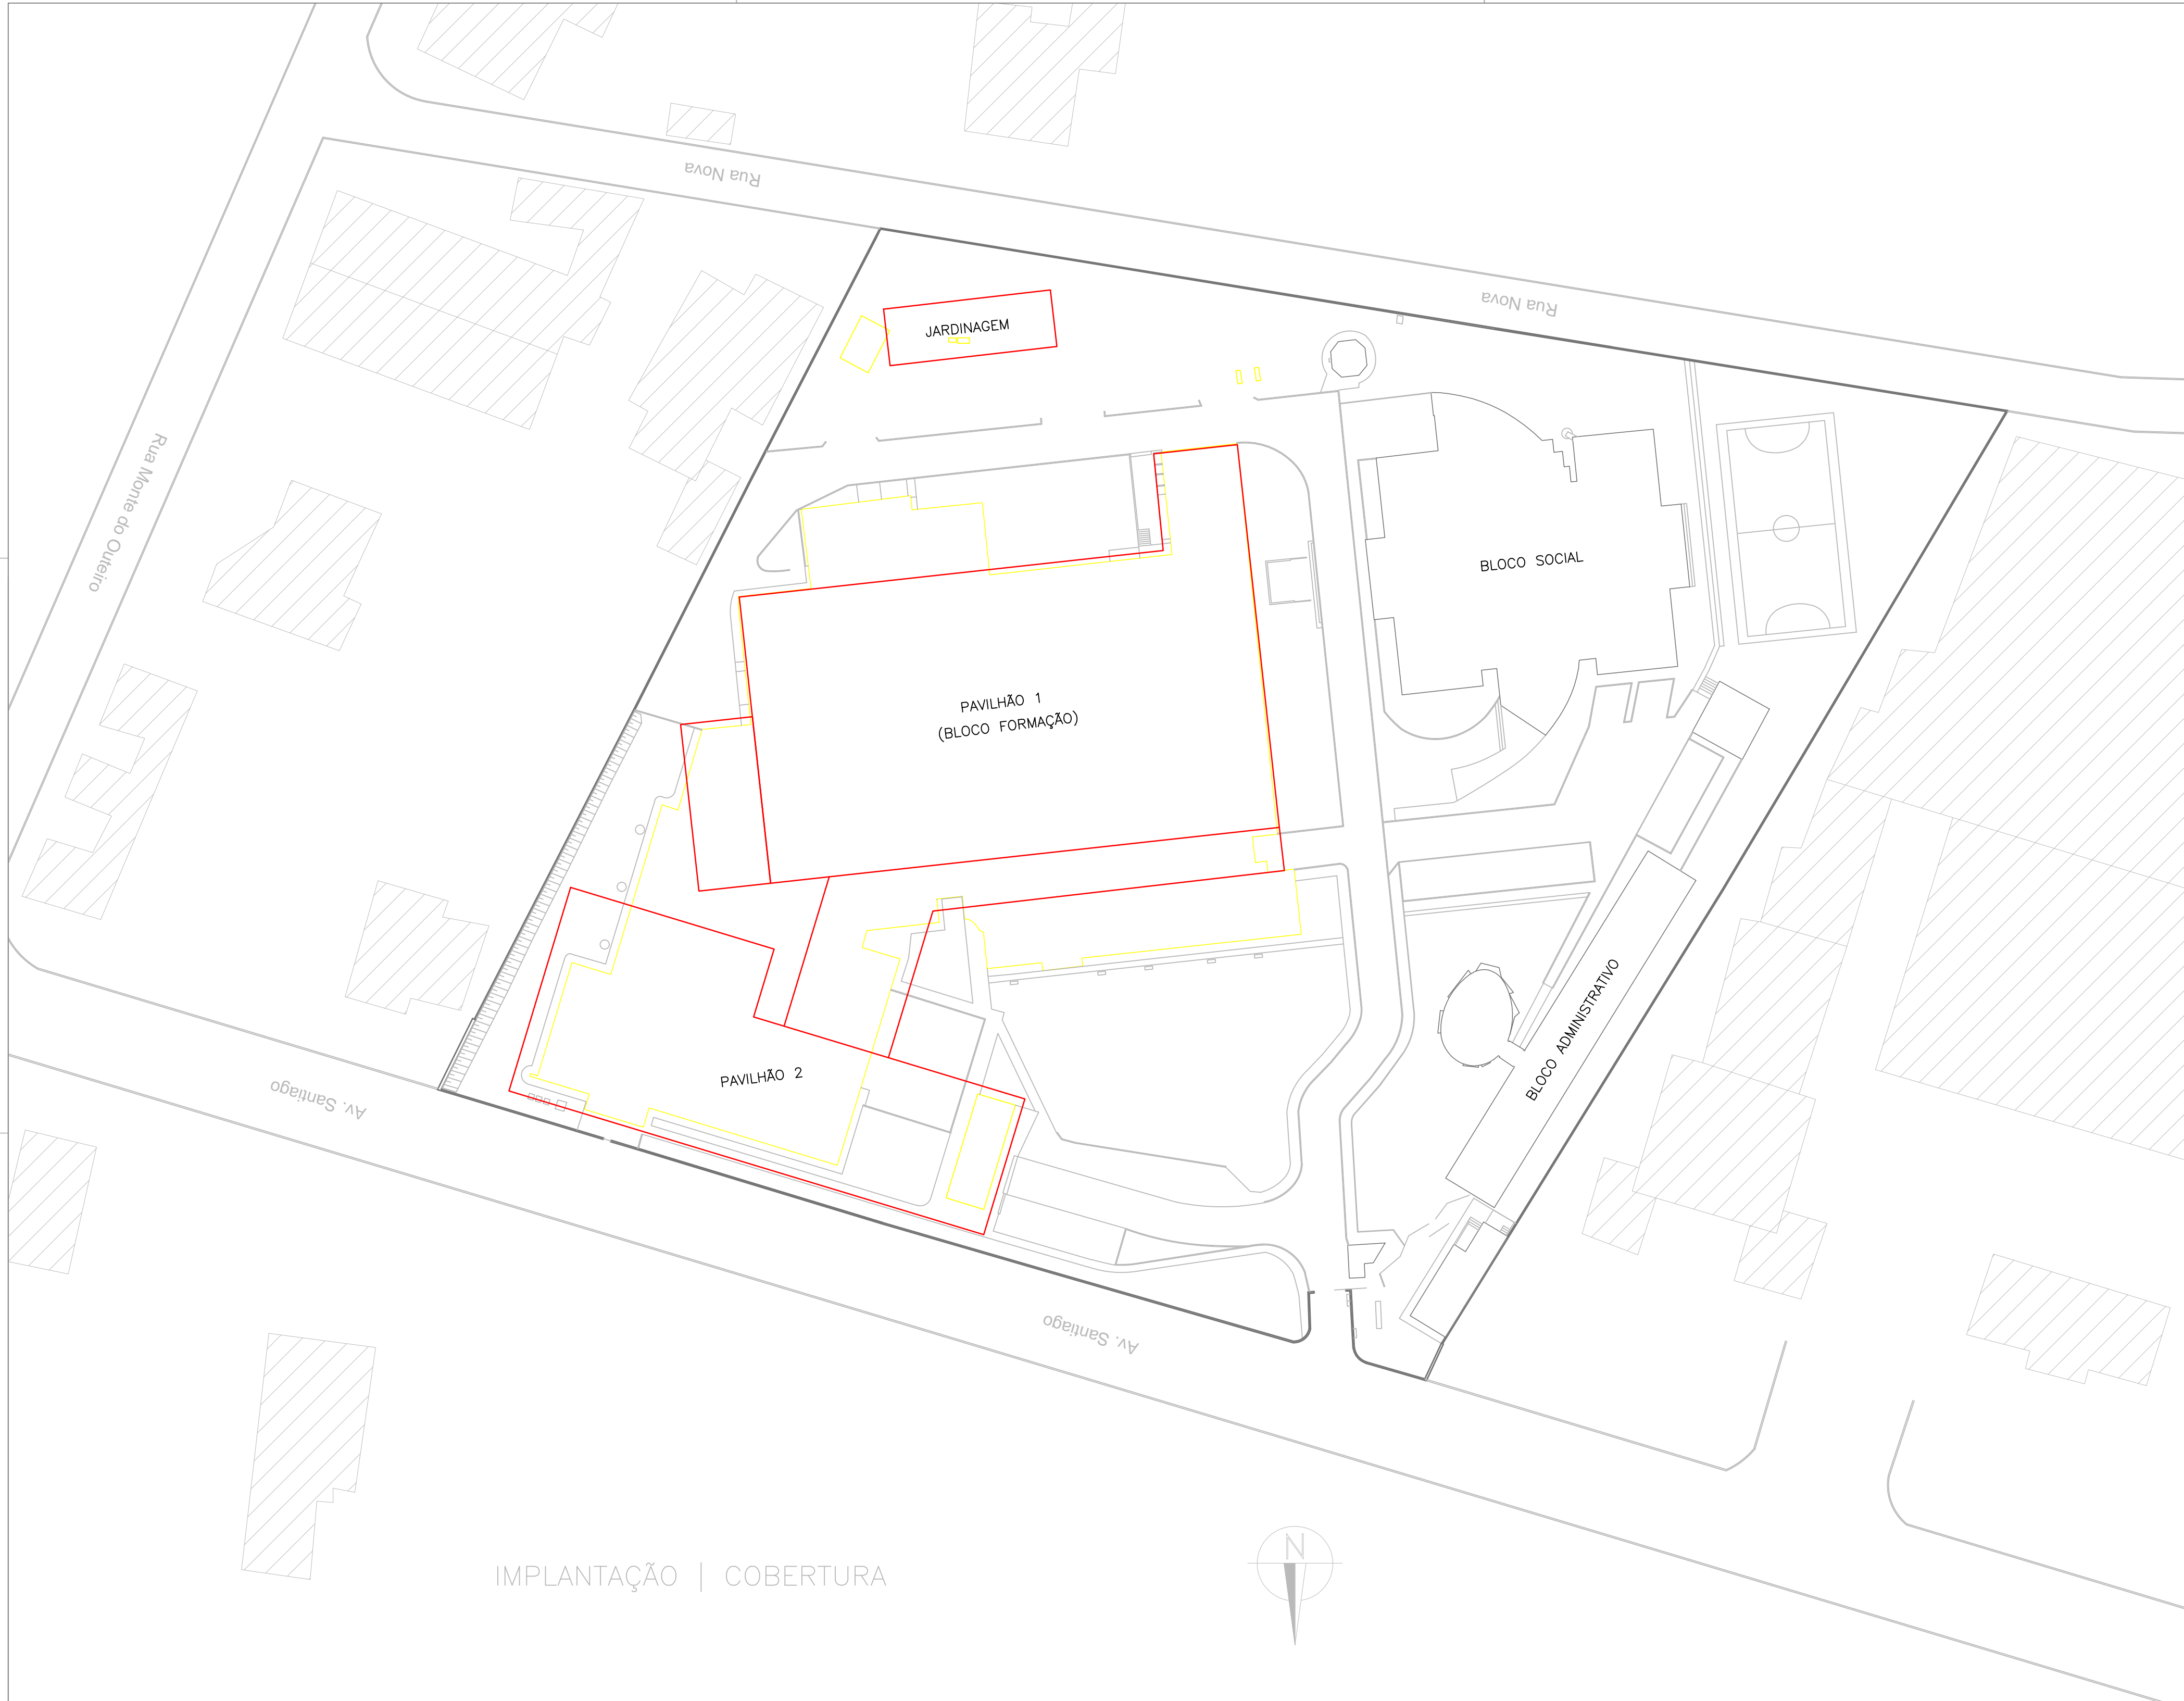 Rua Nova
Rua Nova
JARDINAGEM
Rua Monte do Outeiro
BLOCO SOCIAL
PAVILHÃO 1
(BLOCO FORMAÇÃO)
BLOCO ADMINISTRATIVO
PAVILHÃO 2
Av. Santiago
Av. Santiago
N
IMPLANTAÇÃO | COBERTURA